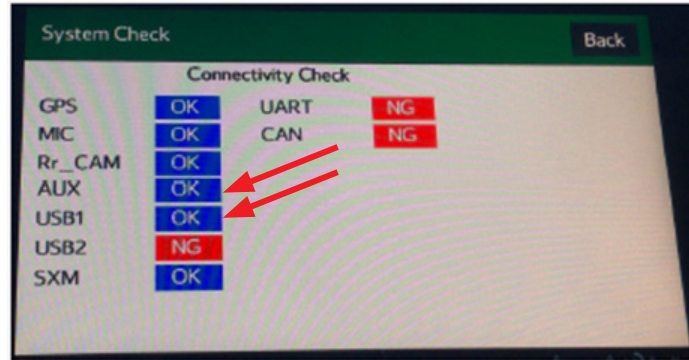 System Check Back
Connectivity Check
GPS OK UART NG
MIC OK CAN NG
Rr_CAM OK
AUX OK
USB1 OK
USB2 NG
SXM OK